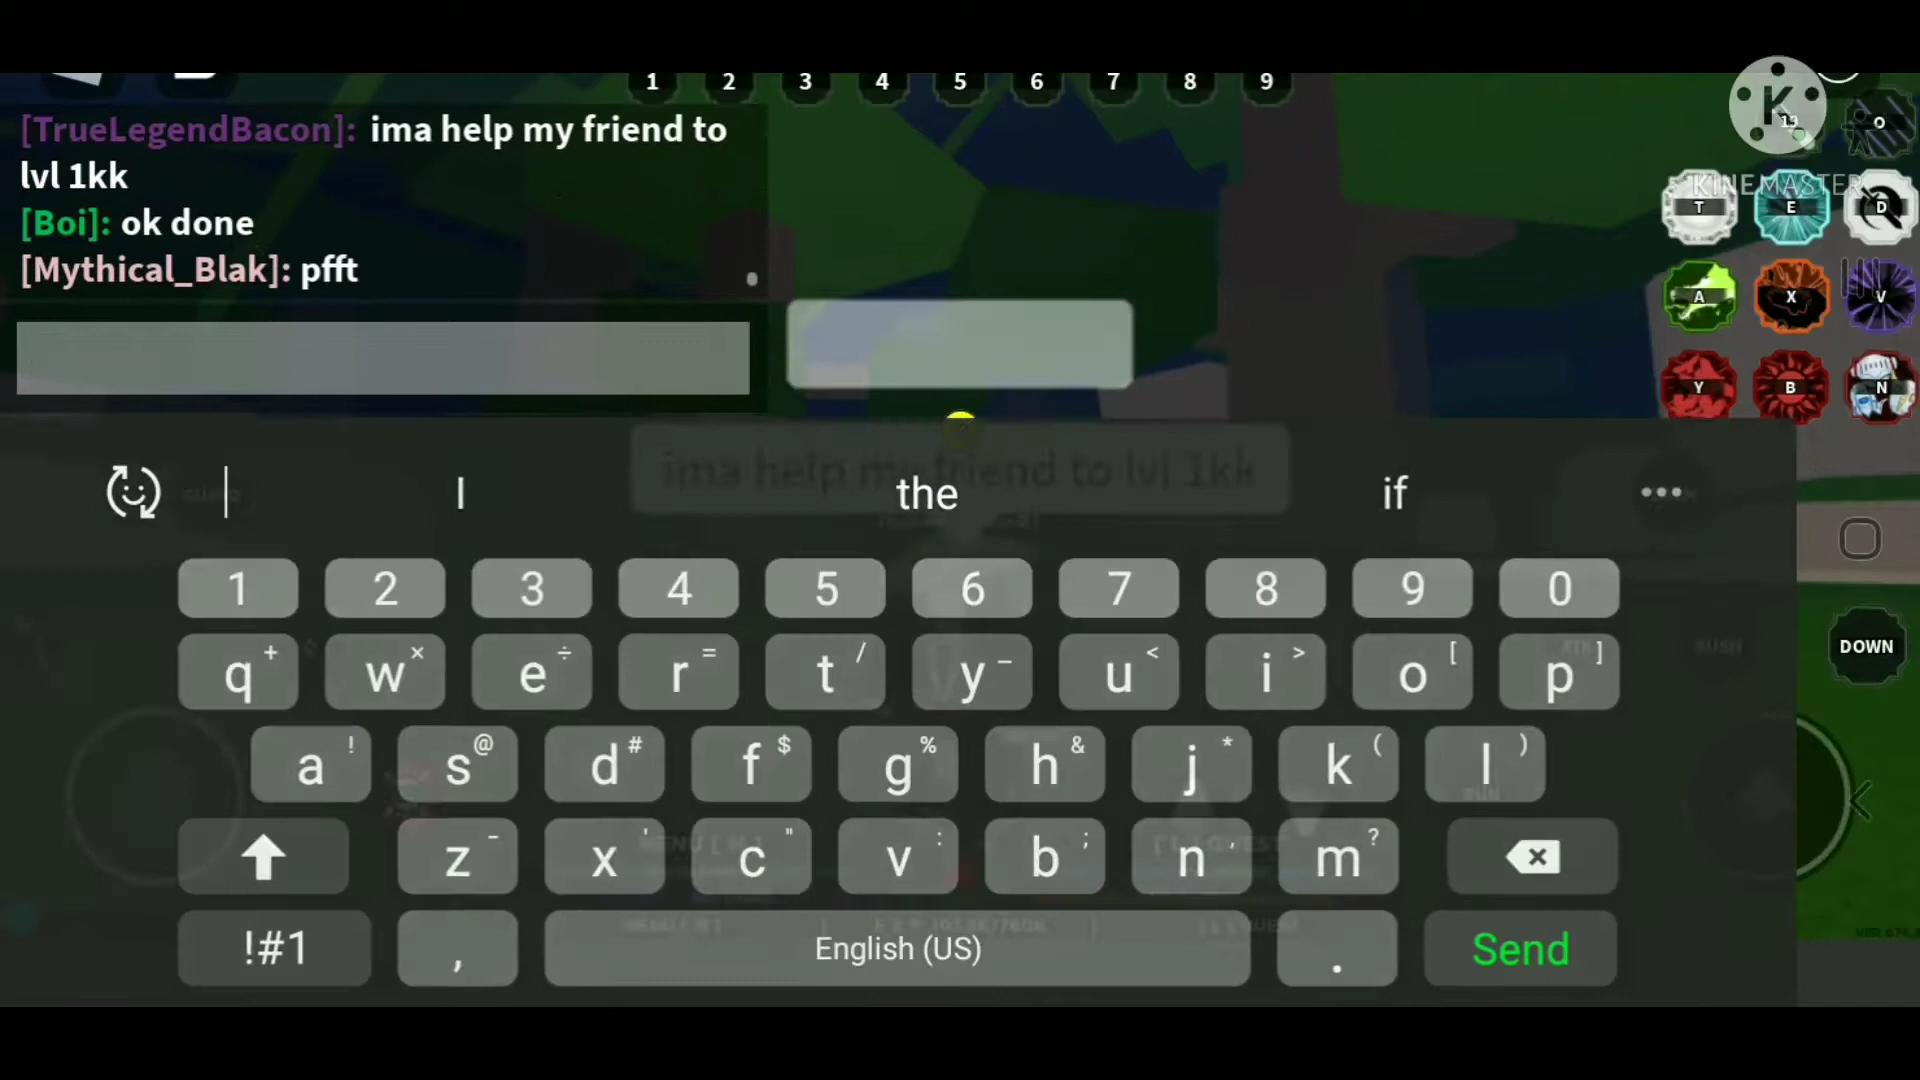 1 2 3 4 5 6 7 8 9
[TrueLegendBacon]: ima help my friend to
lvl 1kk
[Boi]: ok done
[Mythical_Blak]: pfft
K
13 O
KINEMASTER
T E D
A X V
Y B N
ima help my friend to lvl 1kk
I the if
1 2 3 4 5 6 7 8 9 0
q + w × e ÷ r = t / y _ u < i > o [ p ]
DOWN
a ! s @ d # f $ g % h & j * k ( l )
RUN
z - x ' c " v : b ; n , m ?
!#1 , English (US) . Send